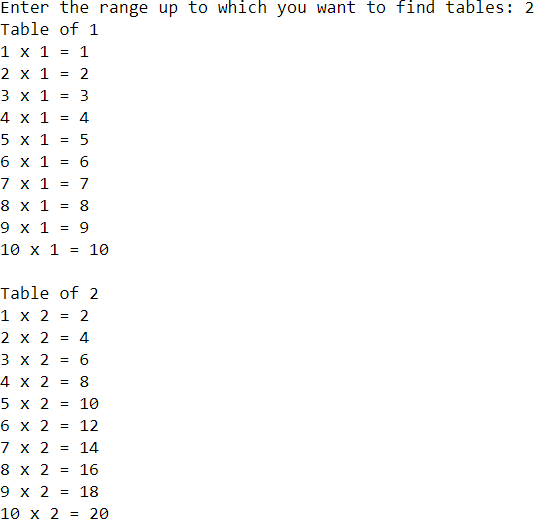 Enter the range up to which you want to find tables: 2
Table of 1
1 x 1 = 1
2 x 1 = 2
3 x 1 = 3
4 x 1 = 4
5 x 1 = 5
6 x 1 = 6
7 x 1 = 7
8 x 1 = 8
9 x 1 = 9
10 x 1 = 10

Table of 2
1 x 2 = 2
2 x 2 = 4
3 x 2 = 6
4 x 2 = 8
5 x 2 = 10
6 x 2 = 12
7 x 2 = 14
8 x 2 = 16
9 x 2 = 18
10 x 2 = 20